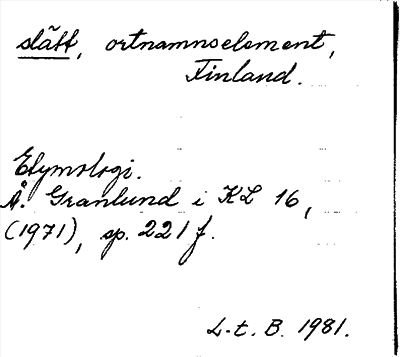 slätt, ortnamnselement,
Finland.
Etymologi.
Å. Granlund i KL 16,
(1971), sp. 221 f.
L-t. B. 1981.